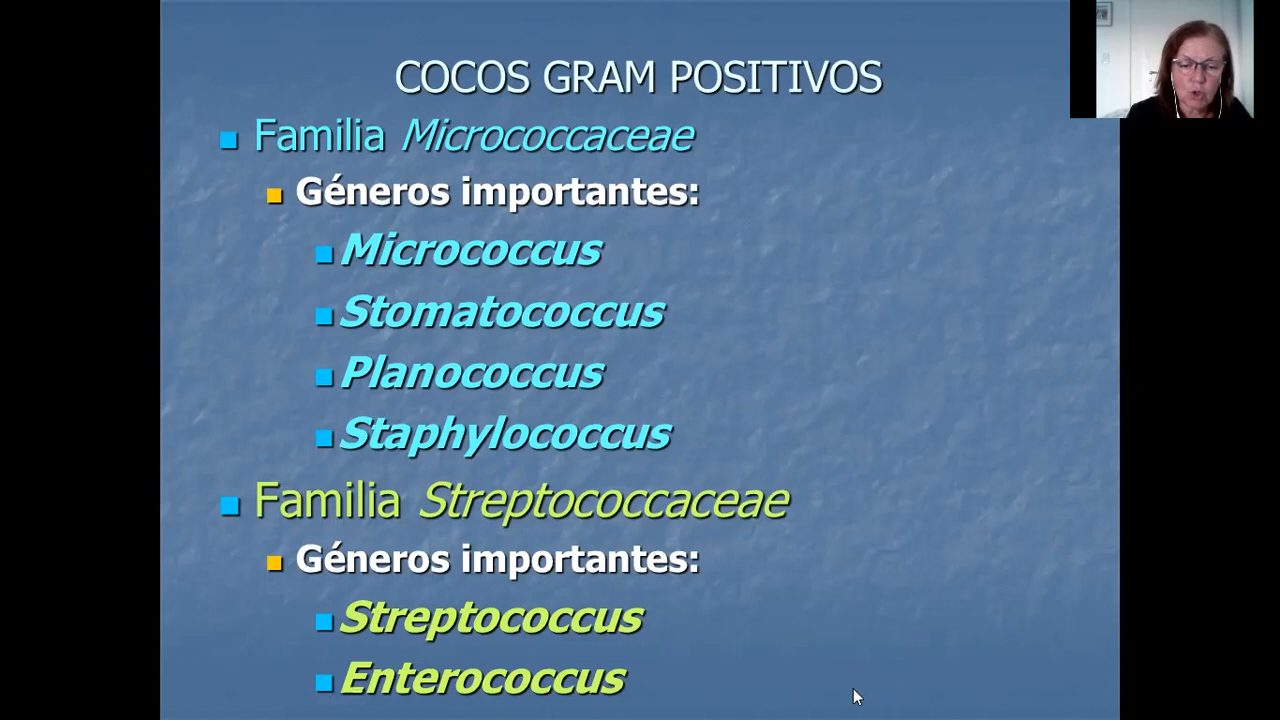 COCOS GRAM POSITIVOS
Familia Micrococcaceae
Géneros importantes:
Micrococcus
Stomatococcus
Planococcus
Staphylococcus
Familia Streptococcaceae
Géneros importantes:
Streptococcus
Enterococcus